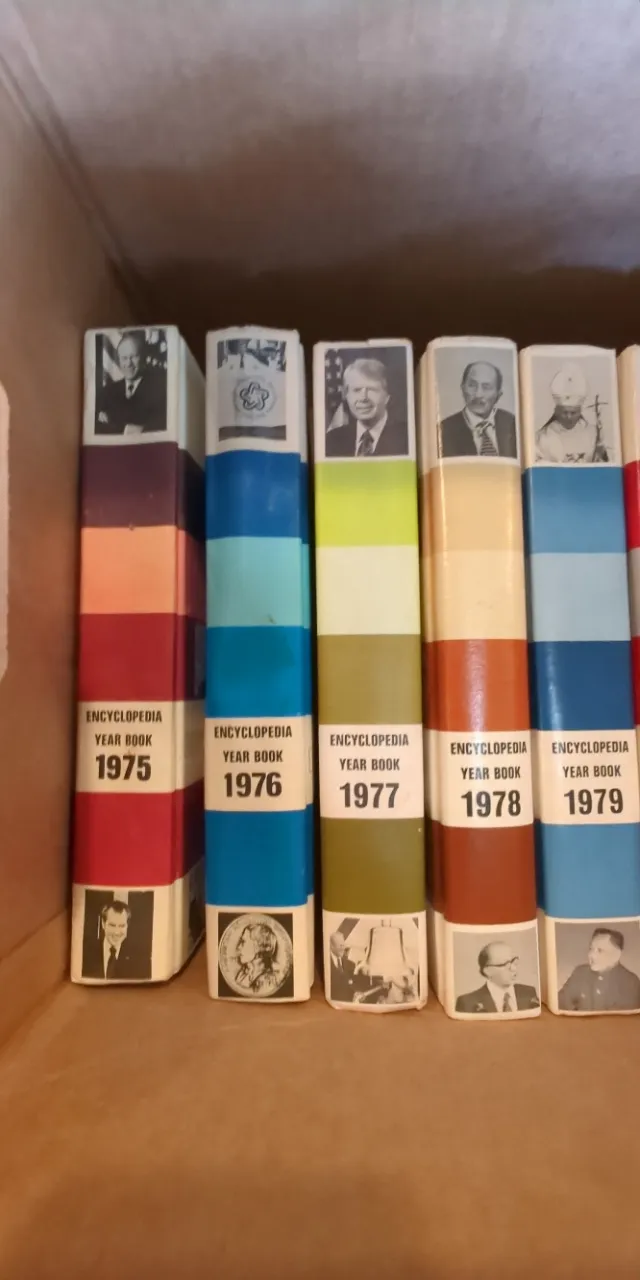 ENCYCLOPEDIA
YEAR BOOK
1975
ENCYCLOPEDIA
YEAR BOOK
1976
ENCYCLOPEDIA
YEAR BOOK
1977
ENCYCLOPEDIA
YEAR BOOK
1978
ENCYCLOPEDIA
YEAR BOOK
1979